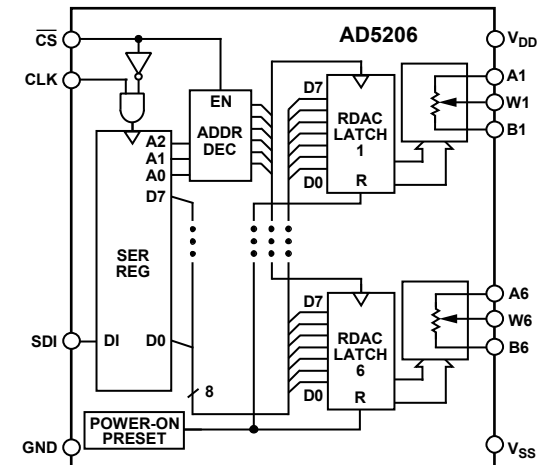 AD5206
CS
CLK
VDD
A1
W1
B1
EN
ADDR
DEC
A2
A1
A0
D7
SER
REG
DI
D0
SDI
8
D7
RDAC
LATCH
1
D0
R
D7
RDAC
LATCH
6
D0
R
A6
W6
B6
POWER-ON
PRESET
GND
VSS